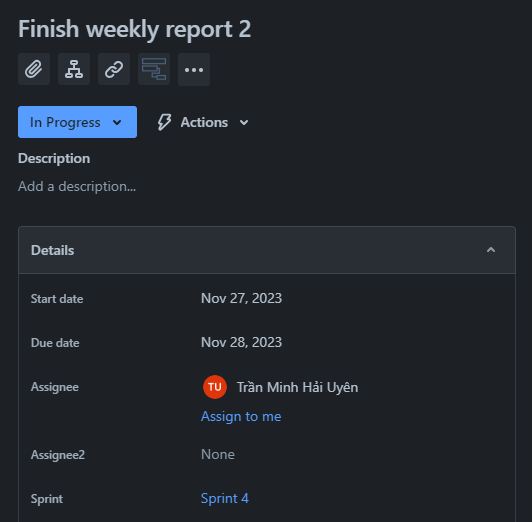 Finish weekly report 2
In Progress
Actions
Description
Add a description...
Details
Start date Nov 27, 2023
Due date Nov 28, 2023
Assignee TU Trần Minh Hải Uyên
Assign to me
Assignee2 None
Sprint Sprint 4